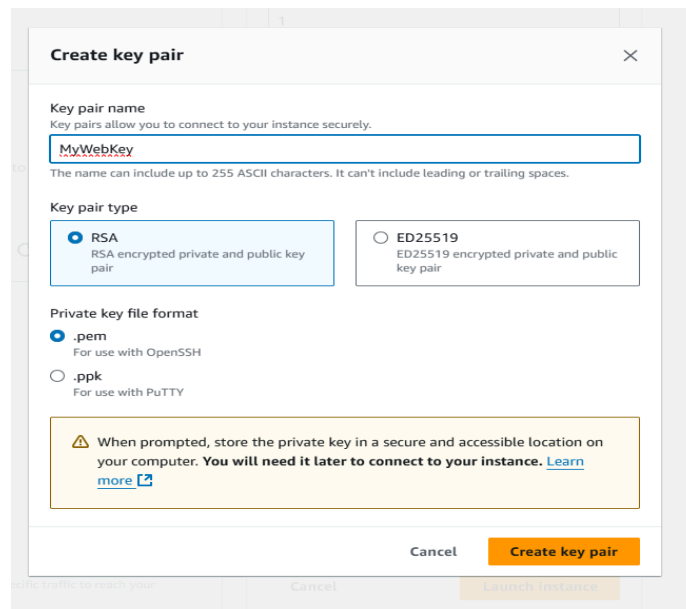 1
Create key pair
Key pair name
Key pairs allow you to connect to your instance securely.
MyWebKey
The name can include up to 255 ASCII characters. It can't include leading or trailing spaces.
Key pair type
RSA
RSA encrypted private and public key
pair
ED25519
ED25519 encrypted private and public
key pair
Private key file format
.pem
For use with OpenSSH
.ppk
For use with PuTTY
When prompted, store the private key in a secure and accessible location on
your computer. You will need it later to connect to your instance. Learn
more
Cancel
Create key pair
traffic to reach your
Cancel
Launch instance